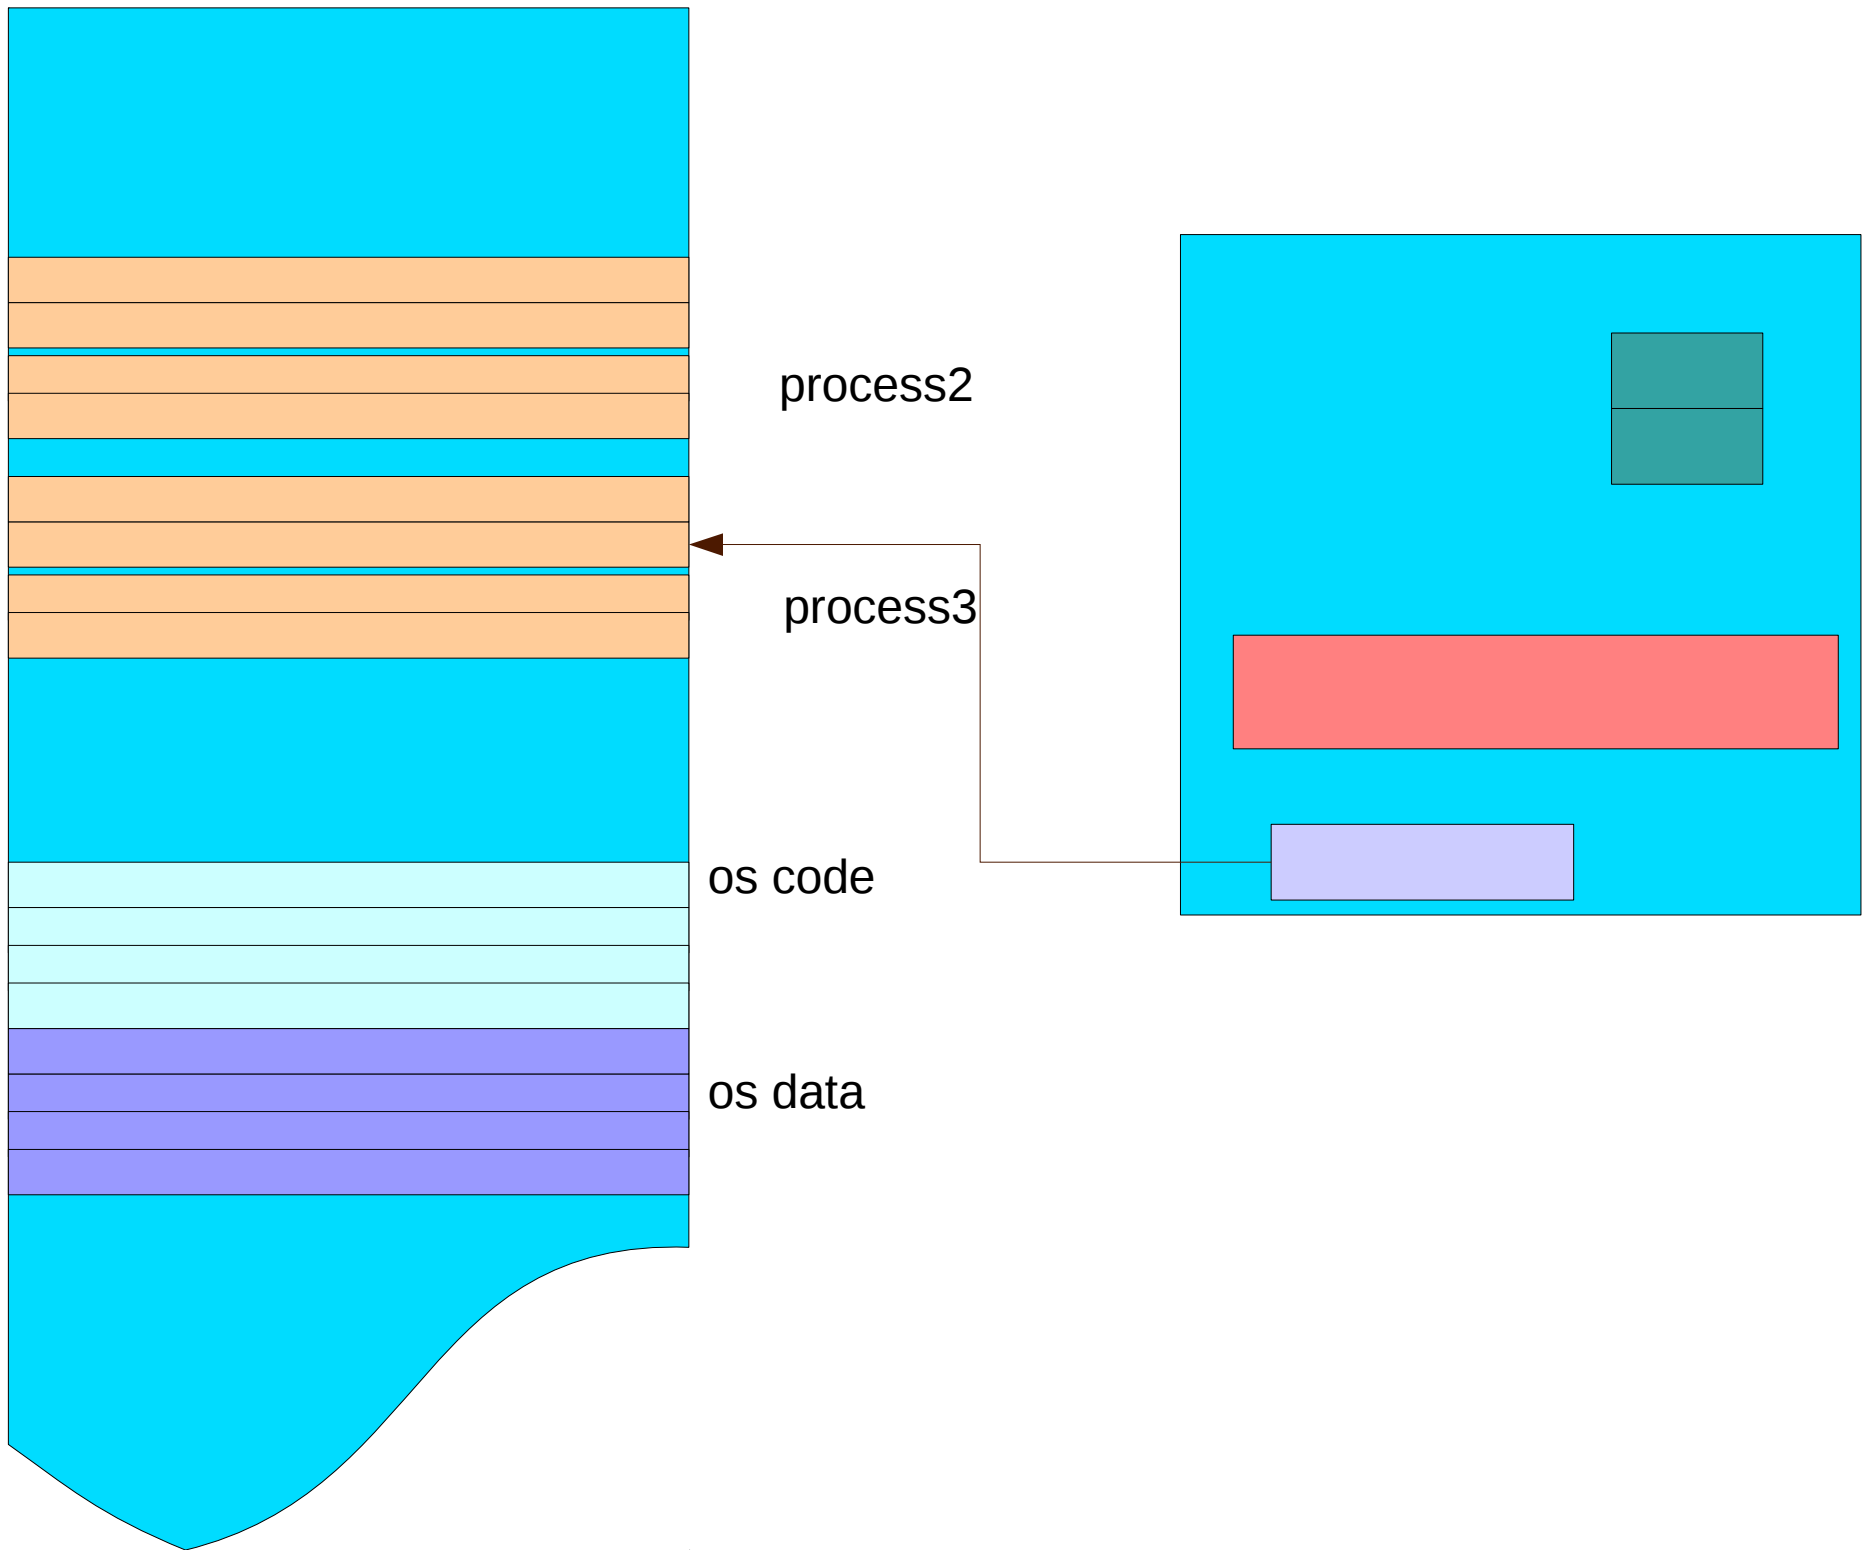 process2
process3
os code
os data